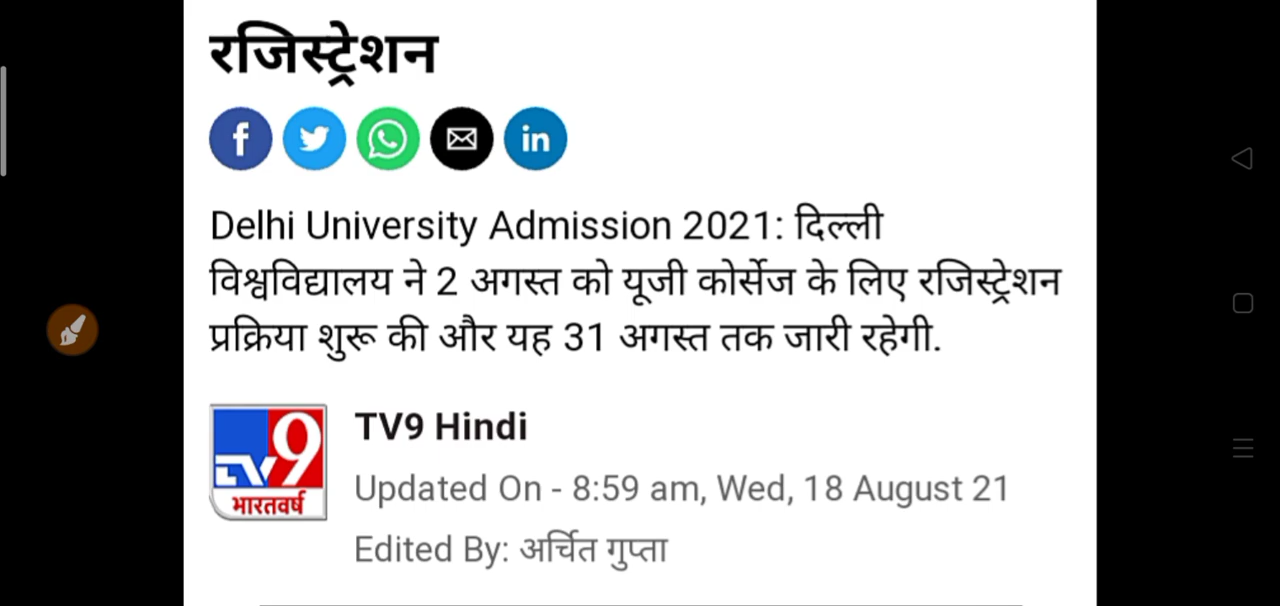 रजिस्ट्रेशन
Delhi University Admission 2021: दिल्ली
विश्वविद्यालय ने 2 अगस्त को यूजी कोर्सेज के लिए रजिस्ट्रेशन
प्रक्रिया शुरू की और यह 31 अगस्त तक जारी रहेगी.
TV9 Hindi
TV9
भारतवर्ष
Updated On - 8:59 am, Wed, 18 August 21
Edited By: अर्चित गुप्ता